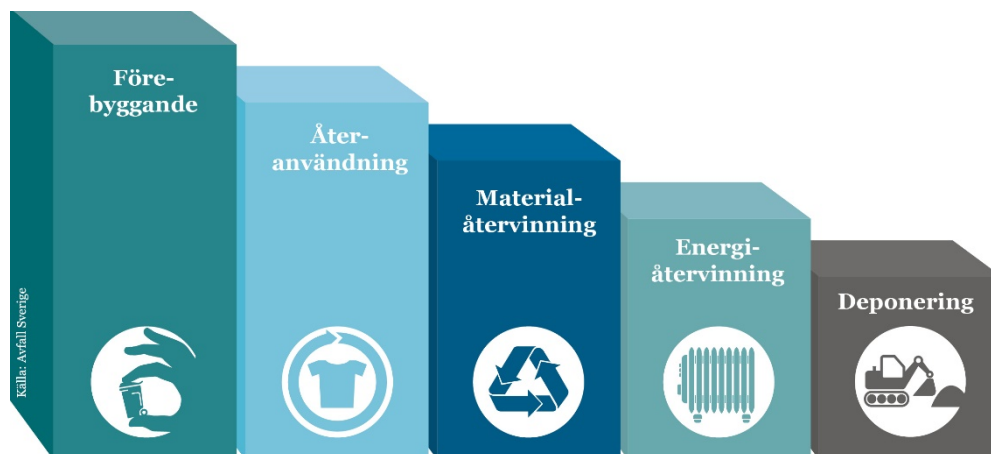 Före-
byggande
Åter-
användning
Material-
återvinning
Energi-
återvinning
Deponering
Källa: Avfall Sverige